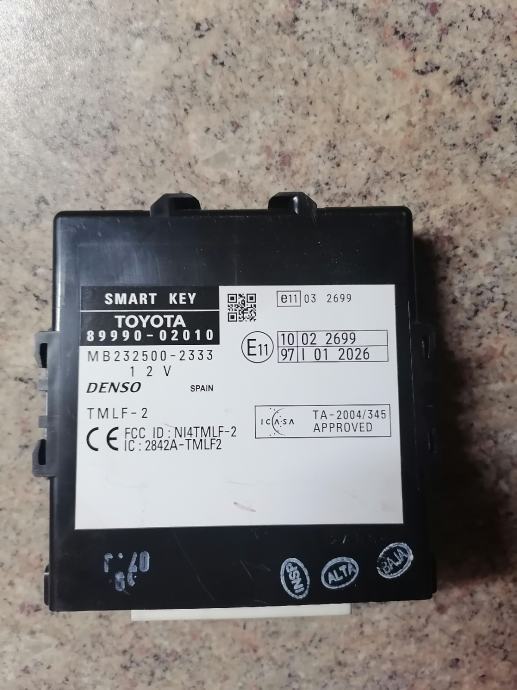 SMART KEY
TOYOTA
89990-02010
MB232500-2333
12V
DENSO SPAIN
TMLF-2
CE FCC ID : NI4TMLF-2
IC : 2842A-TMLF2
e11 03 2699
E11
10 02 2699
97 I 01 2026
ICASA TA-2004/345
APPROVED
INSP
ALTA
BAJA